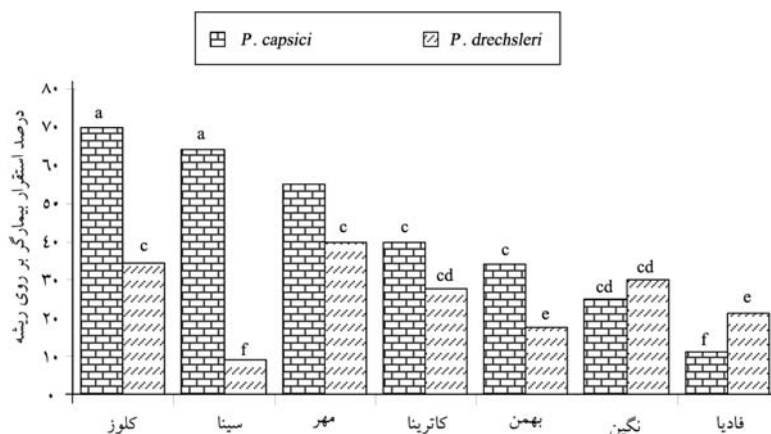 P. capsici P. drechsleri
درصد استقرار بیمارگر بر روی ریشه
۸۰
۷۰
۶۰
۵۰
۴۰
۳۰
۲۰
۱۰
۰
a
c
a
f
c
c
cd
c
e
cd
cd
f
e
کلوز سینا مهر کاترینا بهمن نگین فادیا